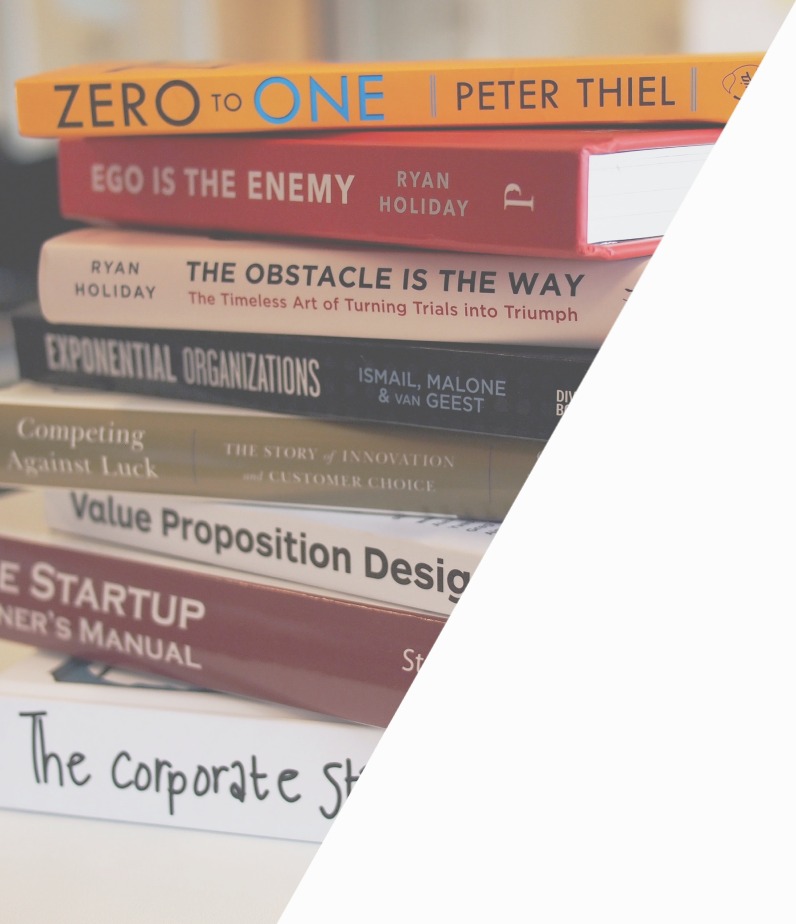 ZERO TO ONE | PETER THIEL |
EGO IS THE ENEMY RYAN HOLIDAY P
RYAN HOLIDAY THE OBSTACLE IS THE WAY
The Timeless Art of Turning Trials into Triumph
EXPONENTIAL ORGANIZATIONS ISMAIL, MALONE
& VAN GEEST
Competing
Against Luck
THE STORY of INNOVATION
and CUSTOMER CHOICE
Value Proposition Desig
E STARTUP
NER'S MANUAL
St
The Corporate St